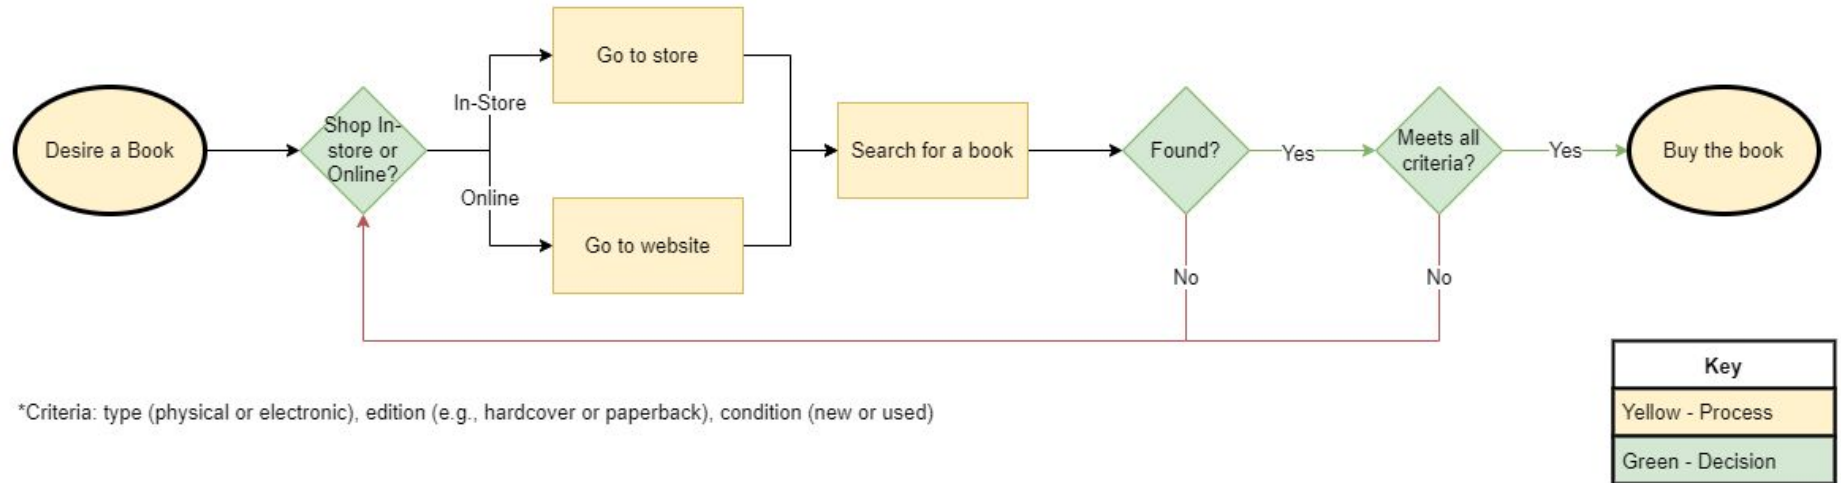 Desire a Book
Shop In-
store or
Online?
In-Store
Online
Go to store
Go to website
Search for a book
Found?
Yes
No
Meets all
criteria?
Yes
No
Buy the book
*Criteria: type (physical or electronic), edition (e.g., hardcover or paperback), condition (new or used)
Key
Yellow - Process
Green - Decision